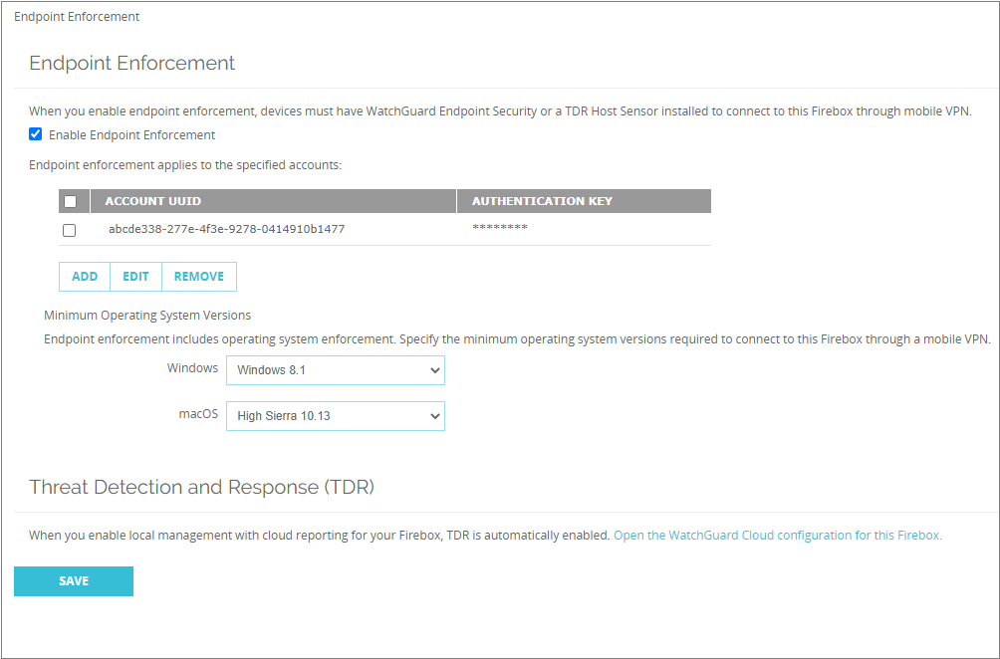 Endpoint Enforcement
Endpoint Enforcement
When you enable endpoint enforcement, devices must have WatchGuard Endpoint Security or a TDR Host Sensor installed to connect to this Firebox through mobile VPN.
Enable Endpoint Enforcement
Endpoint enforcement applies to the specified accounts:
ACCOUNT UUID AUTHENTICATION KEY
abcde338-277e-4f3e-9278-0414910b1477 ********
ADD EDIT REMOVE
Minimum Operating System Versions
Endpoint enforcement includes operating system enforcement. Specify the minimum operating system versions required to connect to this Firebox through a mobile VPN.
Windows Windows 8.1
macOS High Sierra 10.13
Threat Detection and Response (TDR)
When you enable local management with cloud reporting for your Firebox, TDR is automatically enabled. Open the WatchGuard Cloud configuration for this Firebox.
SAVE